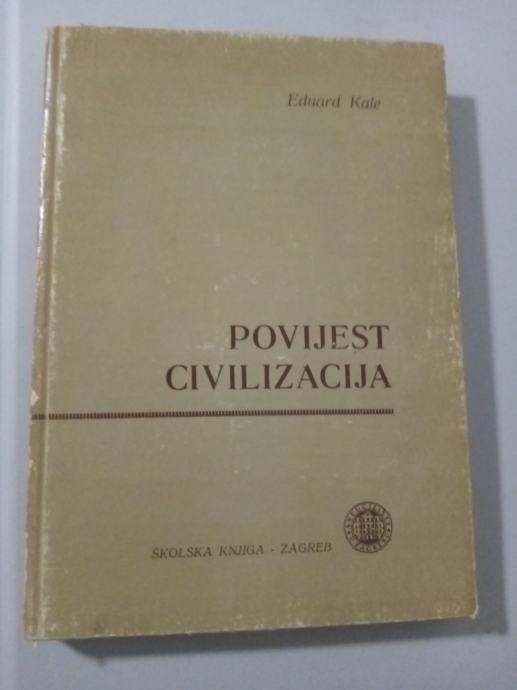 Eduard Kale
POVIJEST
CIVILIZACIJA
ŠKOLSKA KNJIGA - ZAGREB